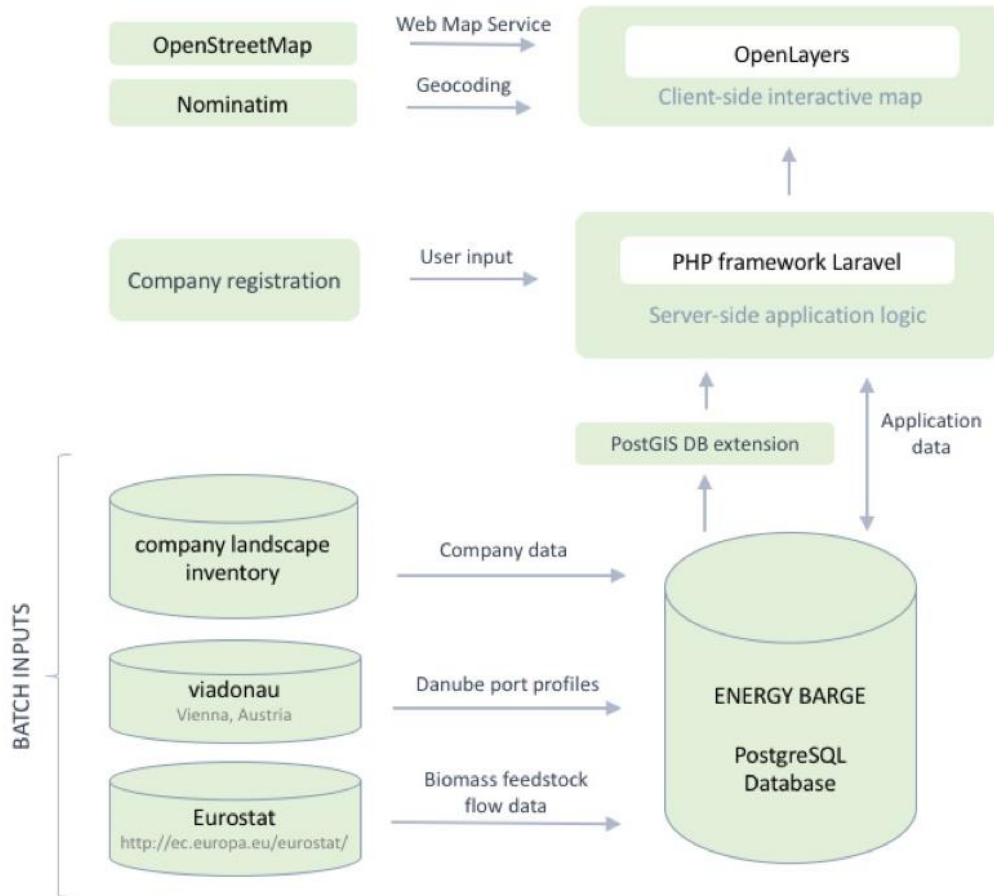 OpenStreetMap
Web Map Service
OpenLayers
Nominatim
Geocoding
Client-side interactive map
Company registration
User input
PHP framework Laravel
Server-side application logic
PostGIS DB extension
Application
data
BATCH INPUTS
company landscape
inventory
Company data
viadonau
Vienna, Austria
Danube port profiles
Eurostat
http://ec.europa.eu/eurostat/
Biomass feedstock
flow data
ENERGY BARGE
PostgreSQL
Database